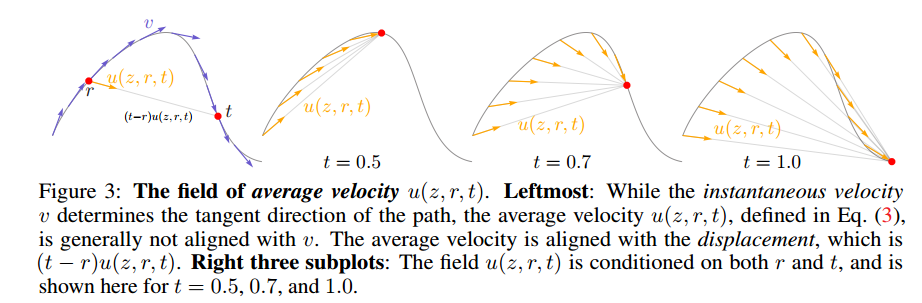 v
u(z, r, t)
r
t
(t−r)u(z, r, t)
u(z, r, t)
t = 0.5
u(z, r, t)
t = 0.7
u(z, r, t)
t = 1.0
Figure 3: The field of average velocity u(z, r, t). Leftmost: While the instantaneous velocity
v determines the tangent direction of the path, the average velocity u(z, r, t), defined in Eq. (3),
is generally not aligned with v. The average velocity is aligned with the displacement, which is
(t − r)u(z, r, t). Right three subplots: The field u(z, r, t) is conditioned on both r and t, and is
shown here for t = 0.5, 0.7, and 1.0.